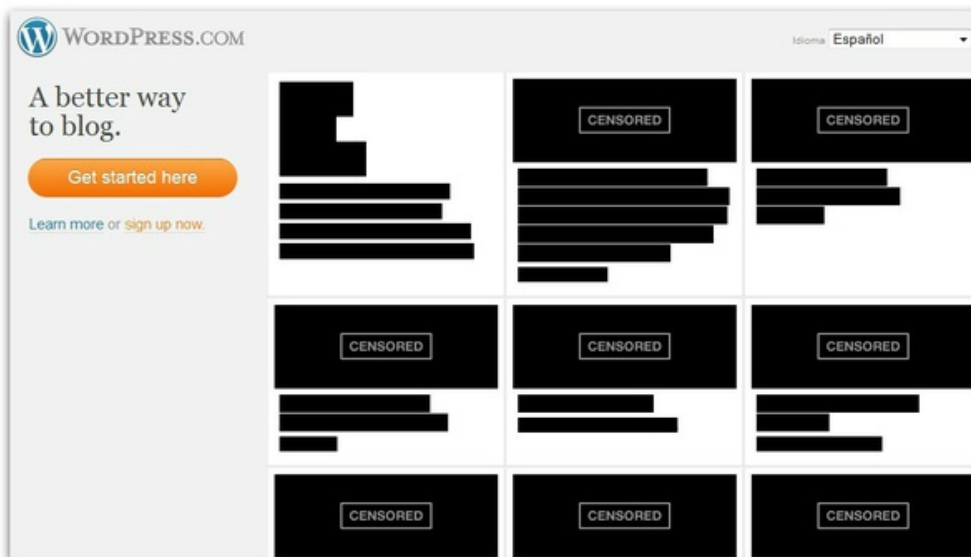 WORDPRESS.COM
Idioma Español
A better way
to blog.
Get started here
Learn more or sign up now.
CENSORED
CENSORED
CENSORED
CENSORED
CENSORED
CENSORED
CENSORED
CENSORED